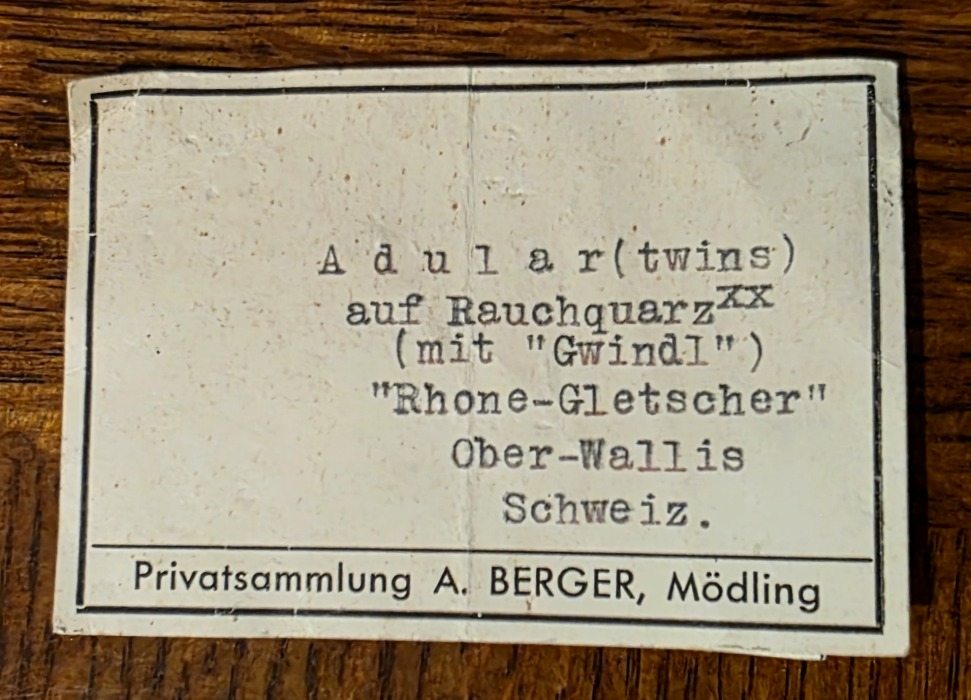 A d u l a r(twins)
auf Rauchquarz^XX
(mit "Gwindl")
"Rhone-Gletscher"
Ober-Wallis
Schweiz.
Privatsammlung A. BERGER, Mödling